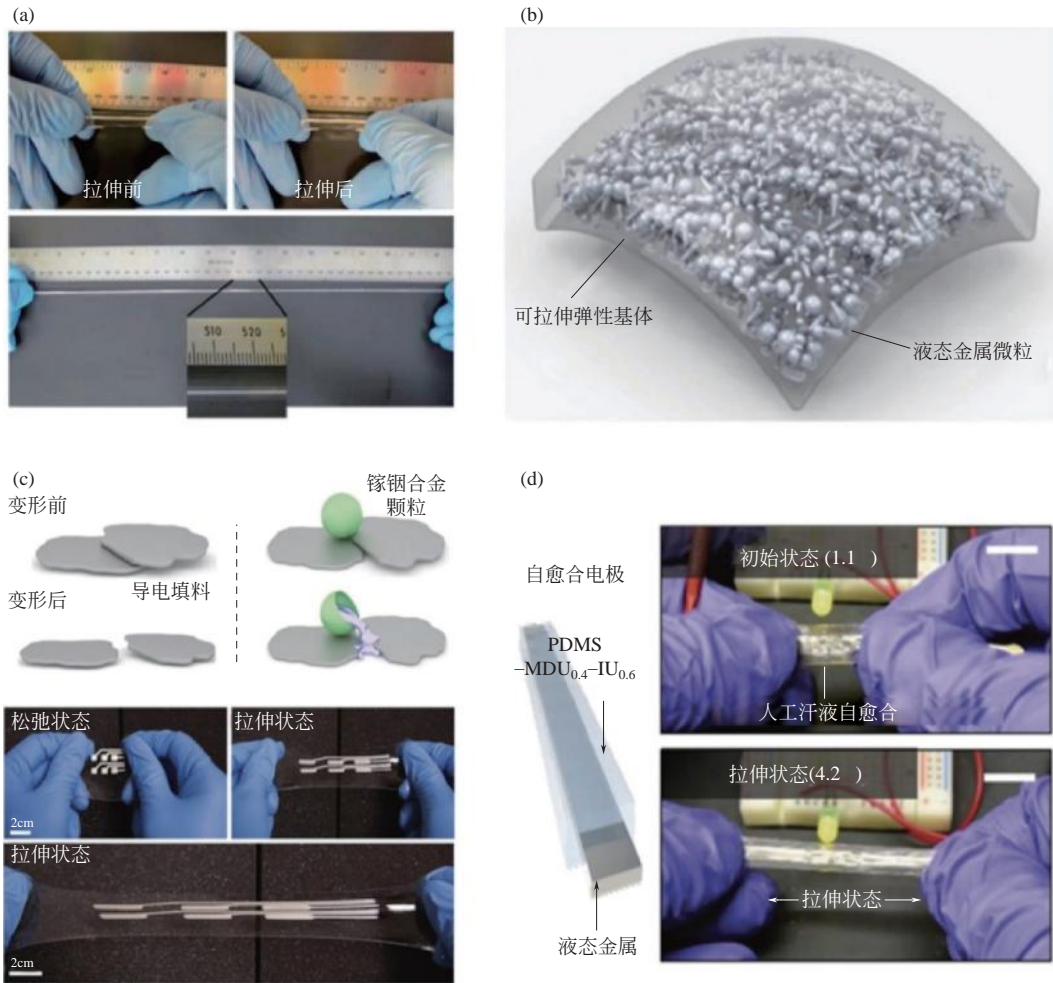 (a)
拉伸前
拉伸后
510 520 5
(b)
可拉伸弹性基体
液态金属微粒
(c)
变形前
镓铟合金
颗粒
导电填料
变形后
松弛状态
拉伸状态
2cm
拉伸状态
2cm
(d)
自愈合电极
PDMS
–MDU0.4–IU0.6
液态金属
初始状态 (1.1 )
人工汗液自愈合
拉伸状态(4.2 )
拉伸状态